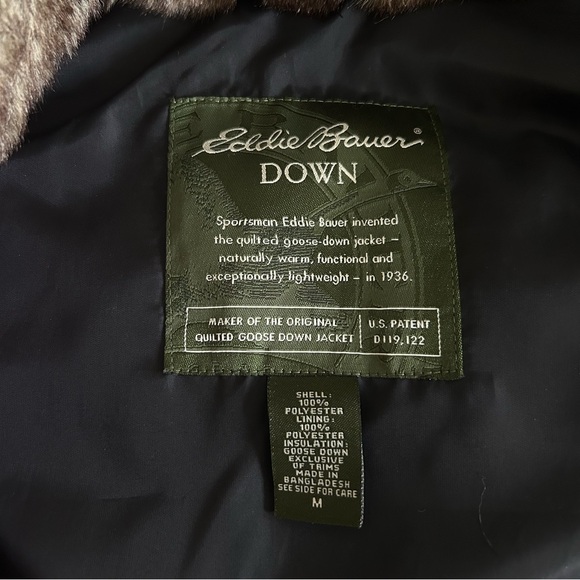 Eddie Bauer®
DOWN
Sportsman Eddie Bauer invented
the quilted goose-down jacket –
naturally warm, functional and
exceptionally lightweight – in 1936.
MAKER OF THE ORIGINAL
QUILTED GOOSE DOWN JACKET
U.S. PATENT
D119,122
SHELL:
100%
POLYESTER
LINING:
100%
POLYESTER
INSULATION:
GOOSE DOWN
EXCLUSIVE
OF TRIMS
MADE IN
BANGLADESH
SEE SIDE FOR CARE
M